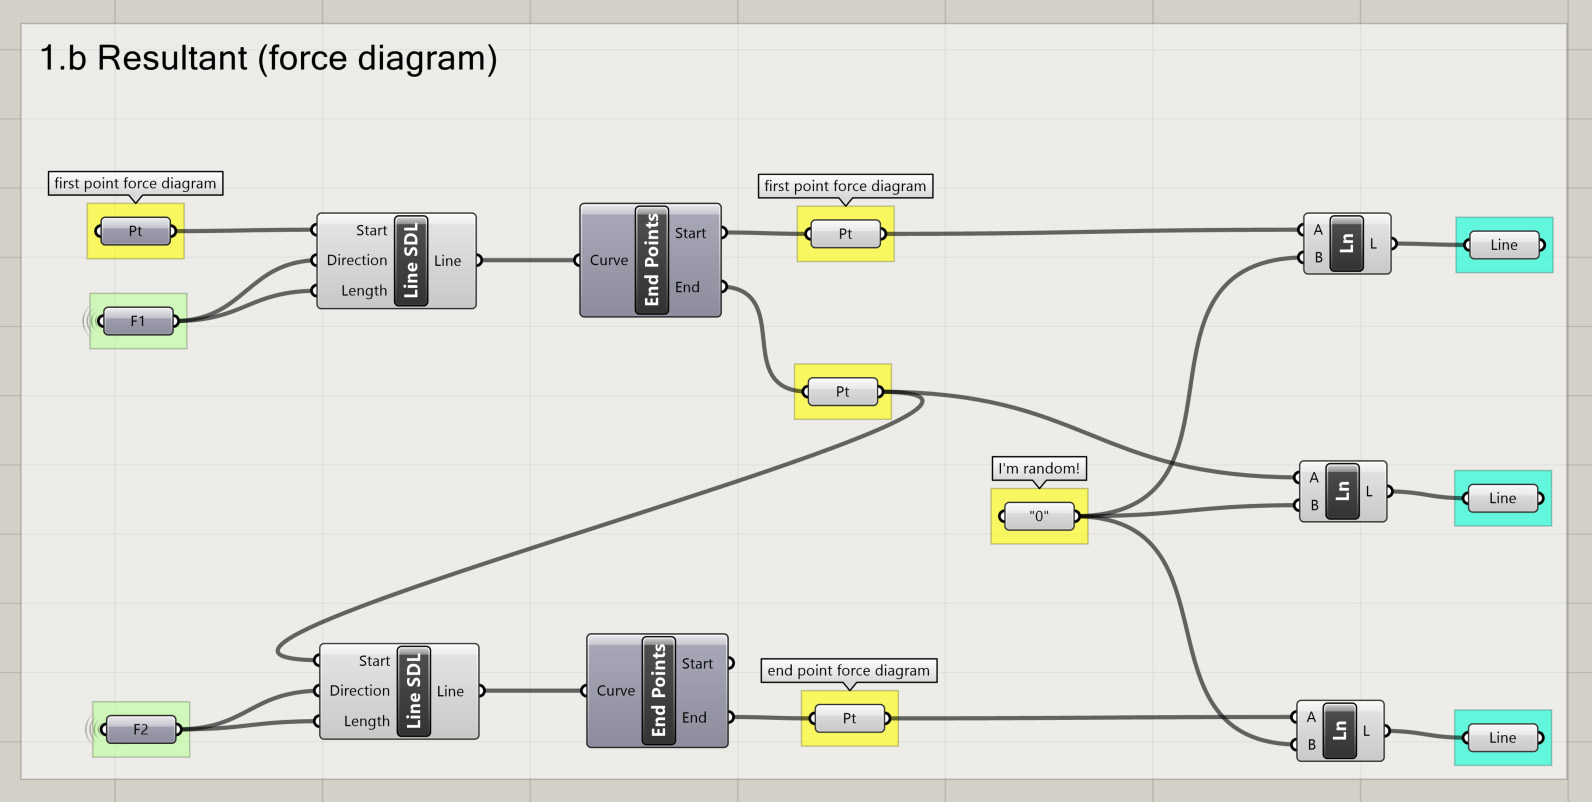 1.b Resultant (force diagram)
first point force diagram
Pt
F1
Start
Direction
Length
Line SDL
Line
Curve
End Points
Start
End
first point force diagram
Pt
Pt
A
B
Ln
L
Line
I'm random!
"0"
A
B
Ln
L
Line
F2
Start
Direction
Length
Line SDL
Line
Curve
End Points
Start
End
end point force diagram
Pt
A
B
Ln
L
Line